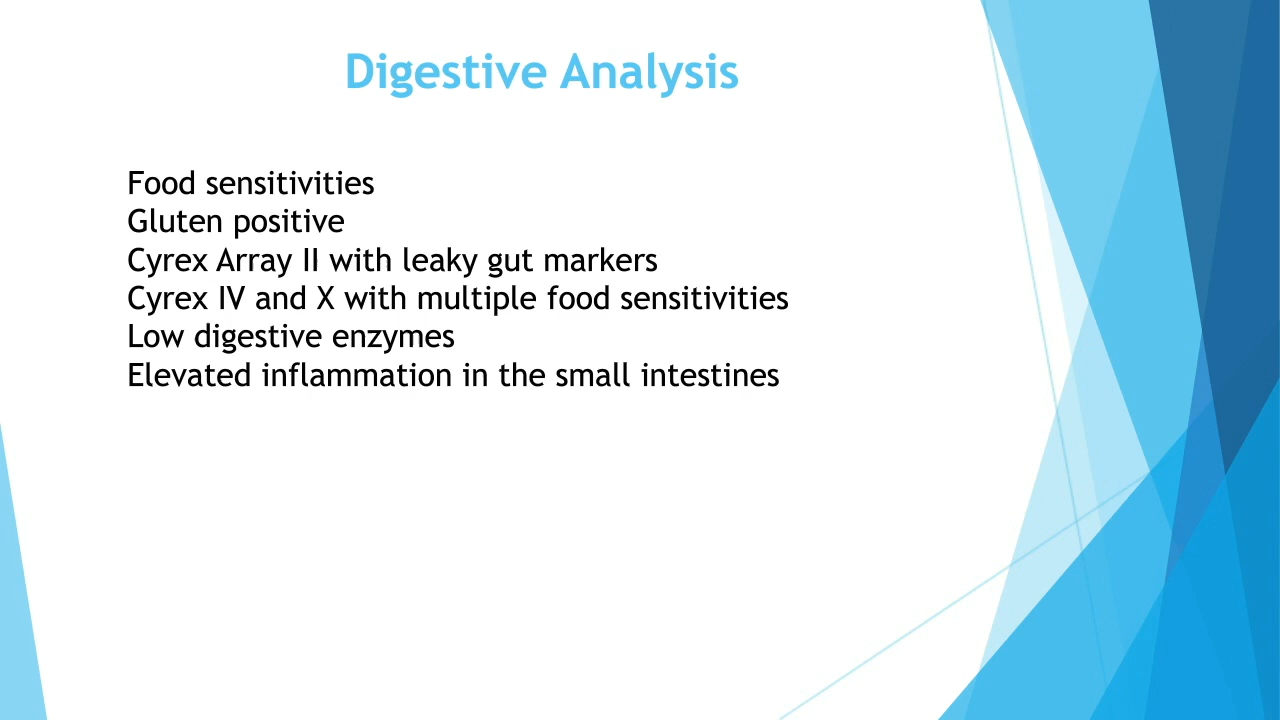 Digestive Analysis
Food sensitivities
Gluten positive
Cyrex Array II with leaky gut markers
Cyrex IV and X with multiple food sensitivities
Low digestive enzymes
Elevated inflammation in the small intestines